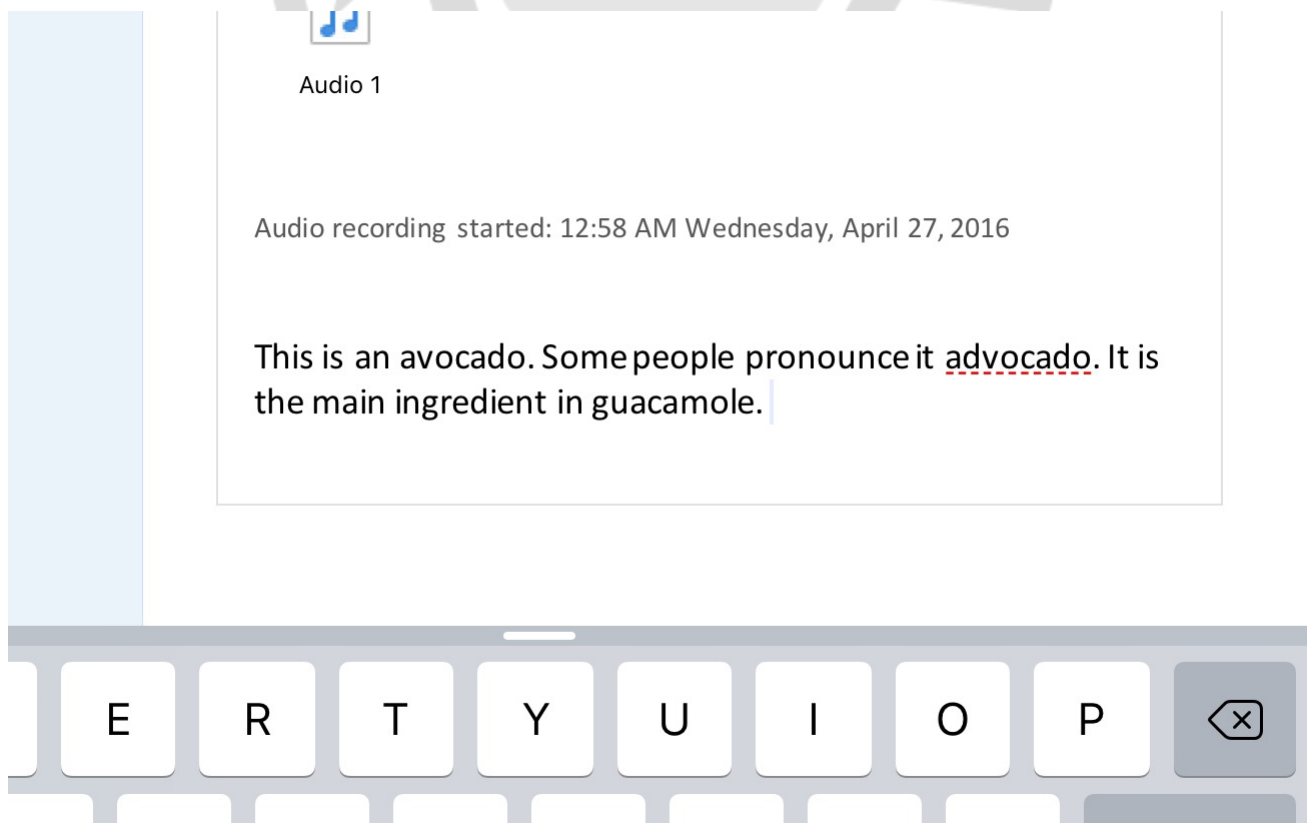 Audio 1
Audio recording started: 12:58 AM Wednesday, April 27, 2016
This is an avocado. Some people pronounce it advocado. It is
the main ingredient in guacamole.
E R T Y U I O P